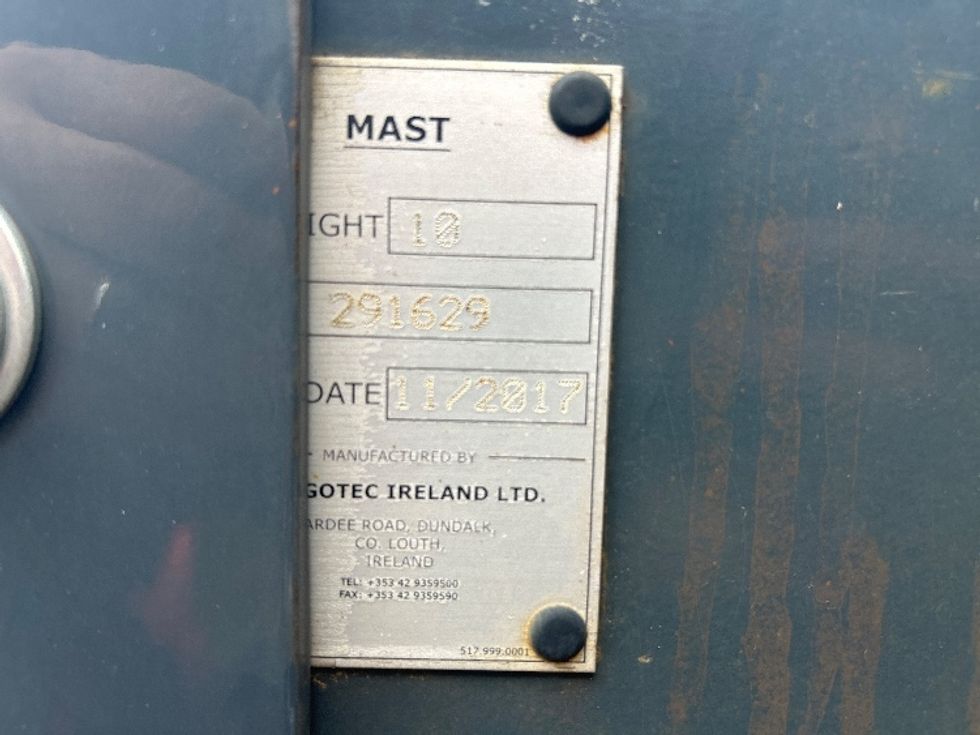 MAST
IGHT 10
291629
DATE 11/2017
MANUFACTURED BY
GOTEC IRELAND LTD.
ARDEE ROAD, DUNDALK,
CO. LOUTH,
IRELAND
TEL: +353 42 9359500
FAX: +353 42 9359590
517.999.0001